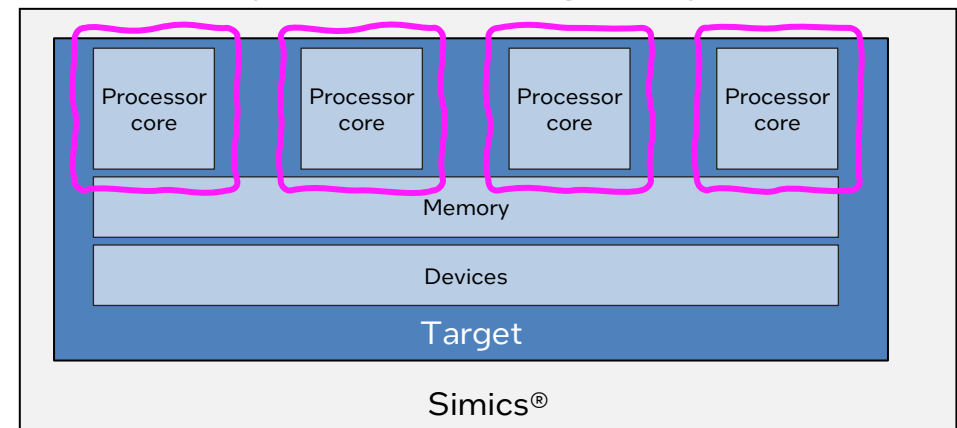 Processor
core
Processor
core
Processor
core
Processor
core
Memory
Devices
Target
Simics®